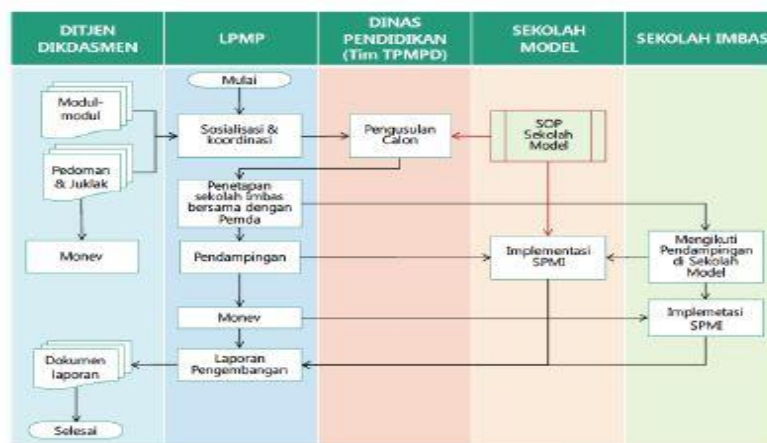 DITJEN
DIKDASMEN
LPMP
DINAS
PENDIDIKAN
(Tim TPMPD)
SEKOLAH
MODEL
SEKOLAH IMBAS
Mulai
Modul-
modul
Sosialisasi &
koordinasi
Pengusulan
Calon
SOP
Sekolah
Model
Pedoman
& Juklak
Penetapan
sekolah Imbas
bersama dengan
Pemda
Monev
Pendampingan
Implementasi
SPMI
Mengikuti
Pendampingan
di Sekolah
Model
Monev
Implemetasi
SPMI
Dokumen
laporan
Laporan
Pengembangan
Selesai